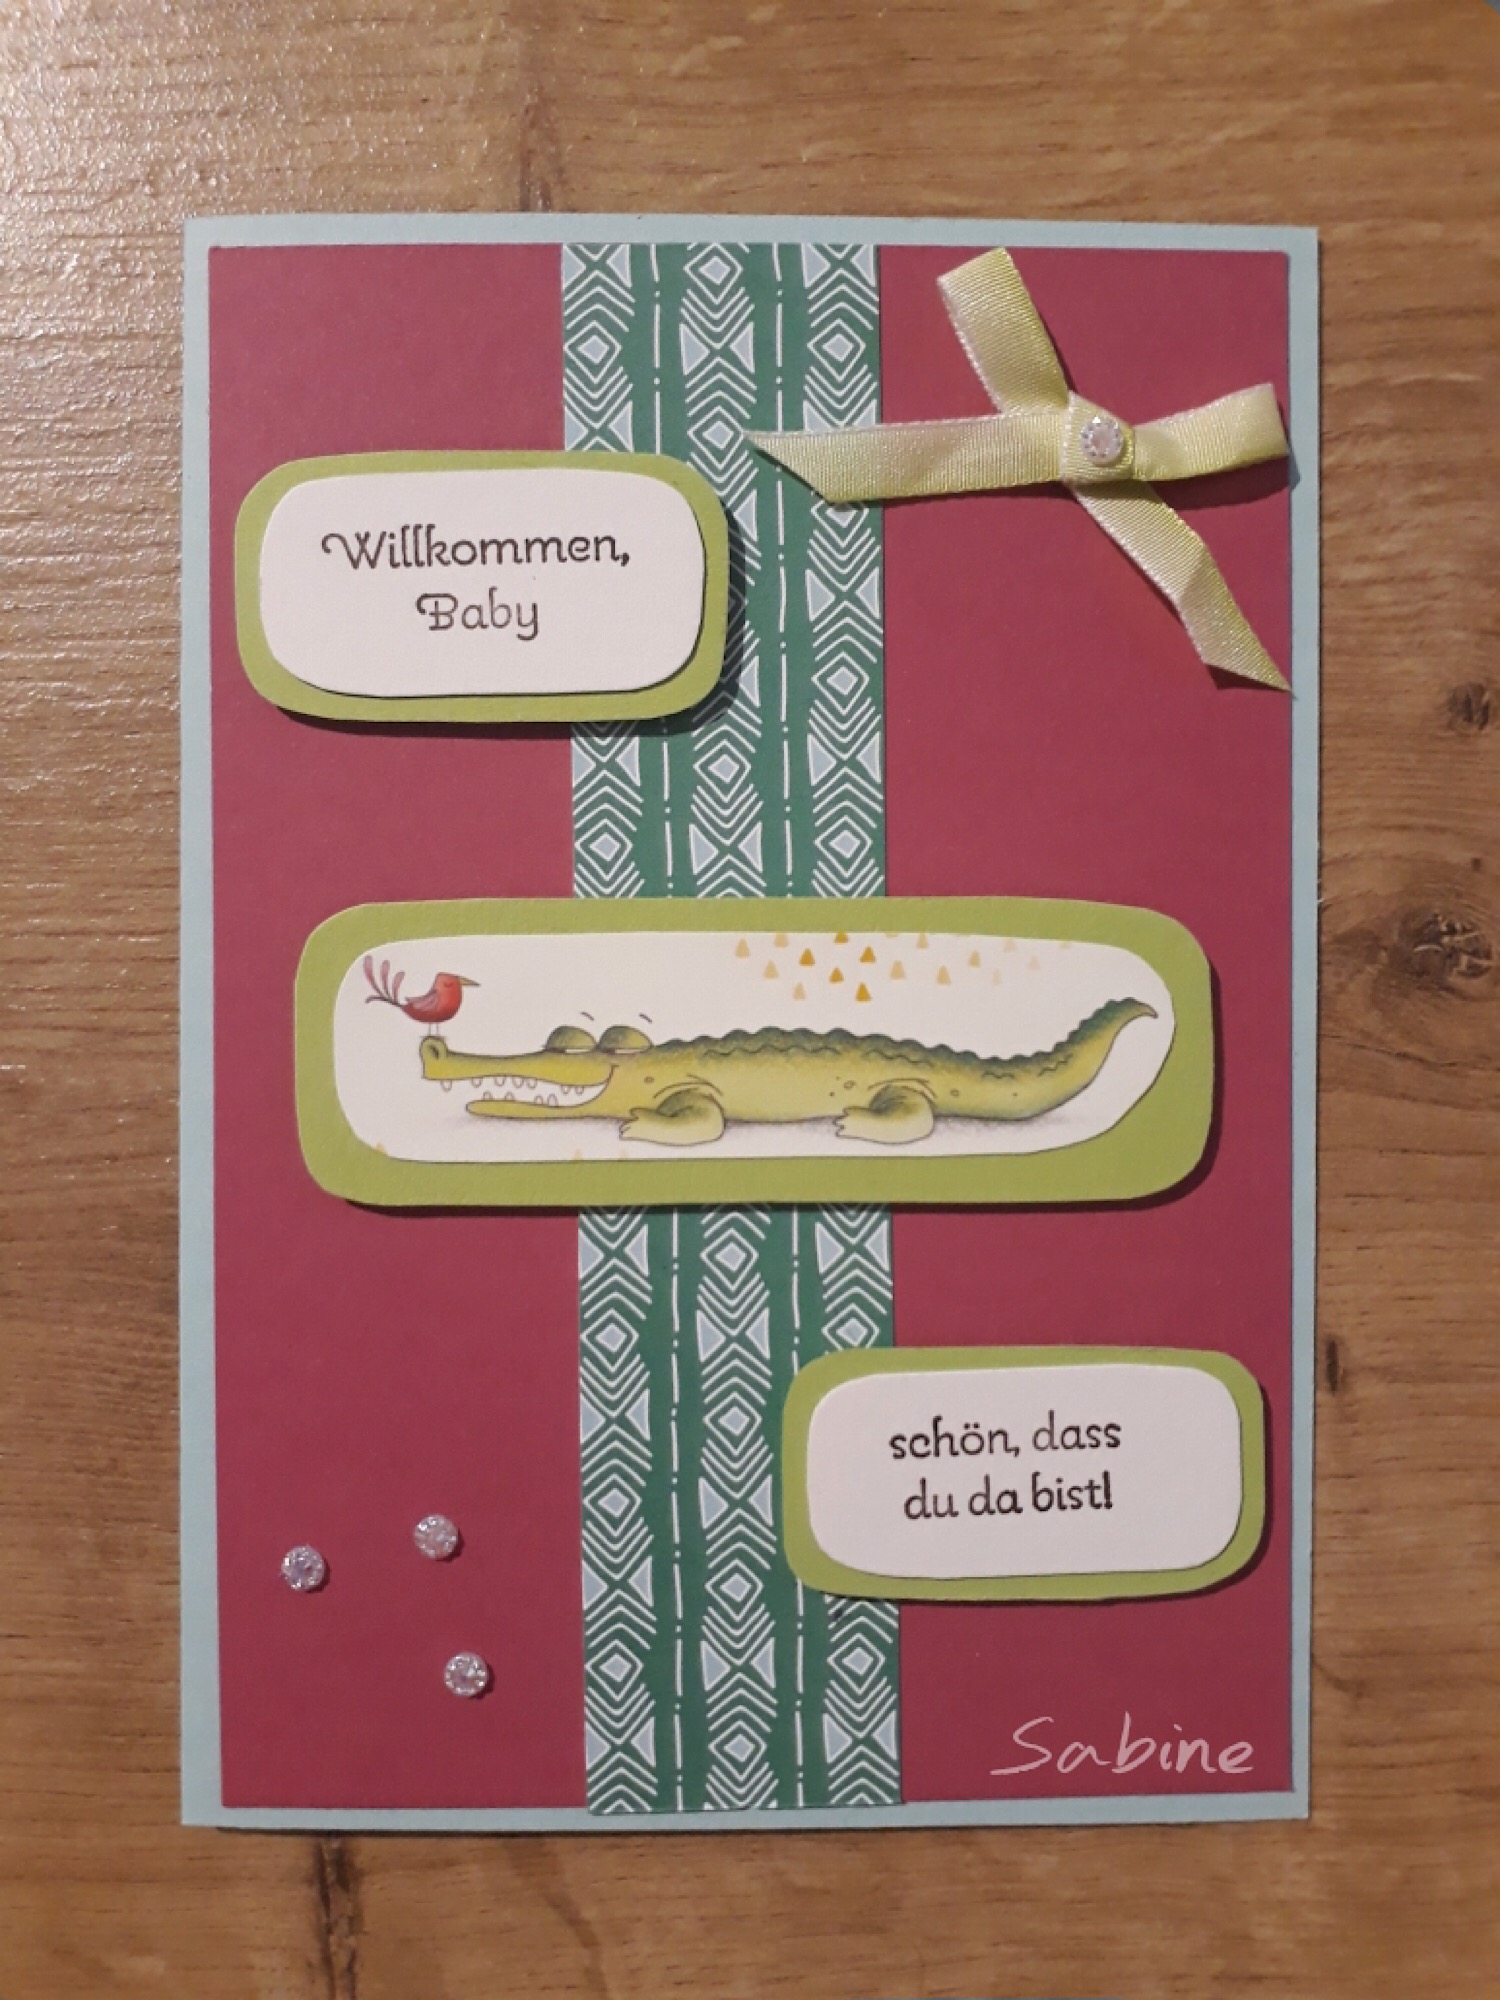 Willkommen,
Baby
schön, dass
du da bist!
Sabine